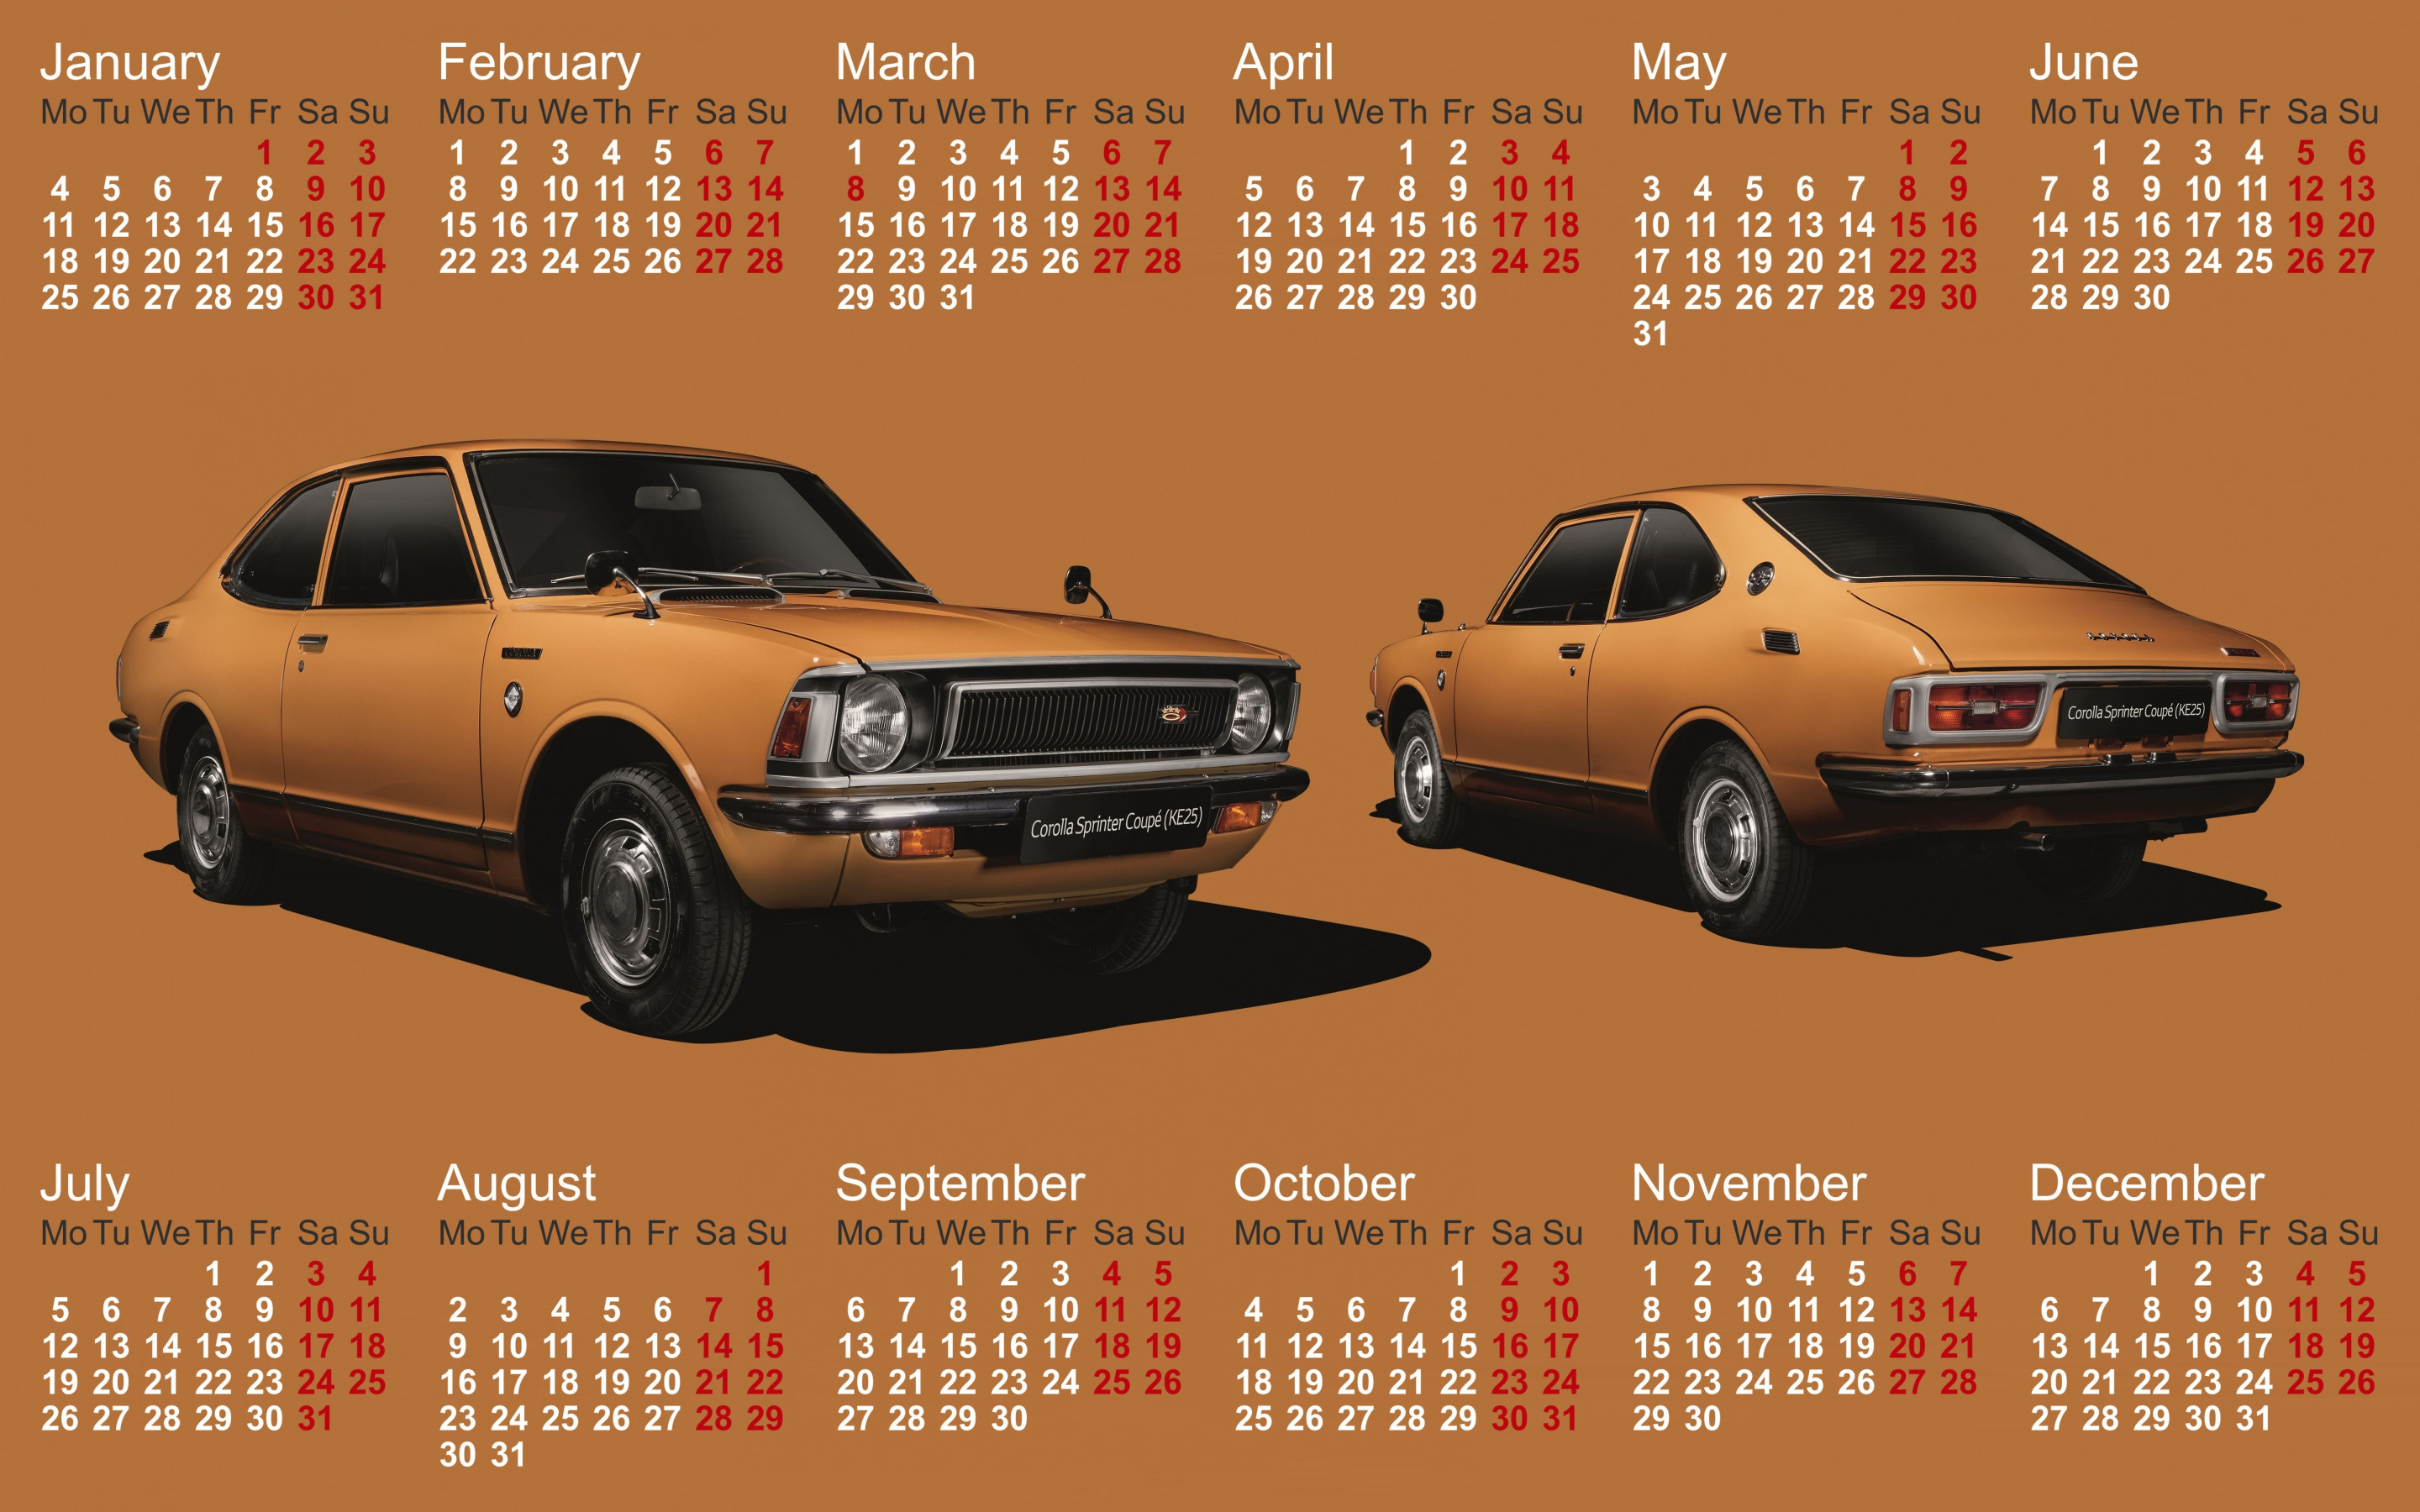 January
Mo Tu We Th Fr Sa Su
1 2 3
4 5 6 7 8 9 10
11 12 13 14 15 16 17
18 19 20 21 22 23 24
25 26 27 28 29 30 31
February
Mo Tu We Th Fr Sa Su
1 2 3 4 5 6 7
8 9 10 11 12 13 14
15 16 17 18 19 20 21
22 23 24 25 26 27 28
March
Mo Tu We Th Fr Sa Su
1 2 3 4 5 6 7
8 9 10 11 12 13 14
15 16 17 18 19 20 21
22 23 24 25 26 27 28
29 30 31
April
Mo Tu We Th Fr Sa Su
1 2 3 4
5 6 7 8 9 10 11
12 13 14 15 16 17 18
19 20 21 22 23 24 25
26 27 28 29 30
May
Mo Tu We Th Fr Sa Su
1 2
3 4 5 6 7 8 9
10 11 12 13 14 15 16
17 18 19 20 21 22 23
24 25 26 27 28 29 30
31
June
Mo Tu We Th Fr Sa Su
1 2 3 4 5 6
7 8 9 10 11 12 13
14 15 16 17 18 19 20
21 22 23 24 25 26 27
28 29 30
Corolla Sprinter Coupé (KE25)
Corolla Sprinter Coupé (KE25)
July
Mo Tu We Th Fr Sa Su
1 2 3 4
5 6 7 8 9 10 11
12 13 14 15 16 17 18
19 20 21 22 23 24 25
26 27 28 29 30 31
August
Mo Tu We Th Fr Sa Su
1
2 3 4 5 6 7 8
9 10 11 12 13 14 15
16 17 18 19 20 21 22
23 24 25 26 27 28 29
30 31
September
Mo Tu We Th Fr Sa Su
1 2 3 4 5
6 7 8 9 10 11 12
13 14 15 16 17 18 19
20 21 22 23 24 25 26
27 28 29 30
October
Mo Tu We Th Fr Sa Su
1 2 3
4 5 6 7 8 9 10
11 12 13 14 15 16 17
18 19 20 21 22 23 24
25 26 27 28 29 30 31
November
Mo Tu We Th Fr Sa Su
1 2 3 4 5 6 7
8 9 10 11 12 13 14
15 16 17 18 19 20 21
22 23 24 25 26 27 28
29 30
December
Mo Tu We Th Fr Sa Su
1 2 3 4 5
6 7 8 9 10 11 12
13 14 15 16 17 18 19
20 21 22 23 24 25 26
27 28 29 30 31